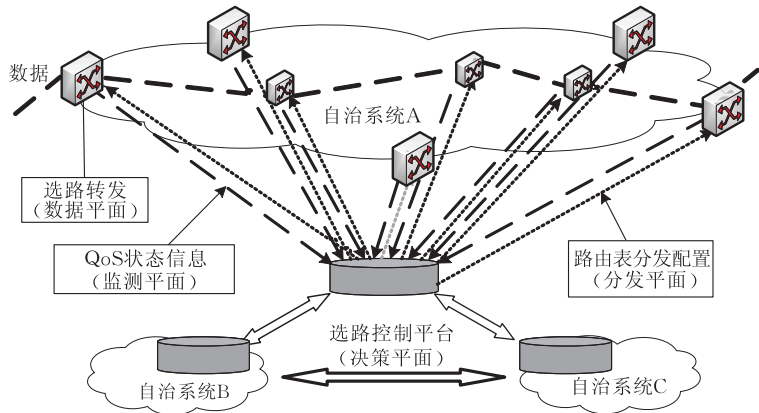 数据
自治系统A
选路转发
(数据平面)
QoS状态信息
(监测平面)
路由表分发配置
(分发平面)
选路控制平台
(决策平面)
自治系统B
自治系统C